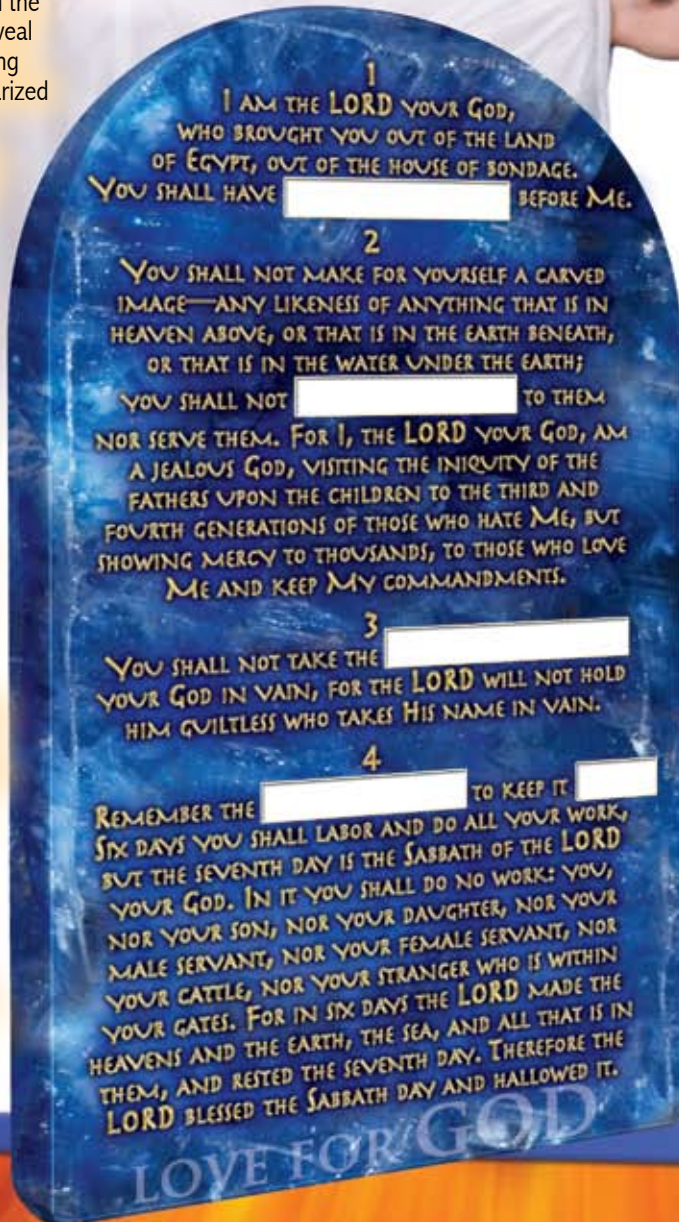 the
veal
ng
rized
1
I AM THE LORD YOUR GOD,
WHO BROUGHT YOU OUT OF THE LAND
OF EGYPT, OUT OF THE HOUSE OF BONDAGE.
YOU SHALL HAVE BEFORE ME.
2
YOU SHALL NOT MAKE FOR YOURSELF A CARVED
IMAGE—ANY LIKENESS OF ANYTHING THAT IS IN
HEAVEN ABOVE, OR THAT IS IN THE EARTH BENEATH,
OR THAT IS IN THE WATER UNDER THE EARTH;
YOU SHALL NOT TO THEM
NOR SERVE THEM. FOR I, THE LORD YOUR GOD, AM
A JEALOUS GOD, VISITING THE INIQUITY OF THE
FATHERS UPON THE CHILDREN TO THE THIRD AND
FOURTH GENERATIONS OF THOSE WHO HATE ME, BUT
SHOWING MERCY TO THOUSANDS, TO THOSE WHO LOVE
ME AND KEEP MY COMMANDMENTS.
3
YOU SHALL NOT TAKE THE
YOUR GOD IN VAIN, FOR THE LORD WILL NOT HOLD
HIM GUILTLESS WHO TAKES HIS NAME IN VAIN.
4
REMEMBER THE TO KEEP IT
SIX DAYS YOU SHALL LABOR AND DO ALL YOUR WORK,
BUT THE SEVENTH DAY IS THE SABBATH OF THE LORD
YOUR GOD. IN IT YOU SHALL DO NO WORK: YOU,
NOR YOUR SON, NOR YOUR DAUGHTER, NOR YOUR
MALE SERVANT, NOR YOUR FEMALE SERVANT, NOR
YOUR CATTLE, NOR YOUR STRANGER WHO IS WITHIN
YOUR GATES. FOR IN SIX DAYS THE LORD MADE THE
HEAVENS AND THE EARTH, THE SEA, AND ALL THAT IS IN
THEM, AND RESTED THE SEVENTH DAY. THEREFORE THE
LORD BLESSED THE SABBATH DAY AND HALLOWED IT.
LOVE FOR GOD